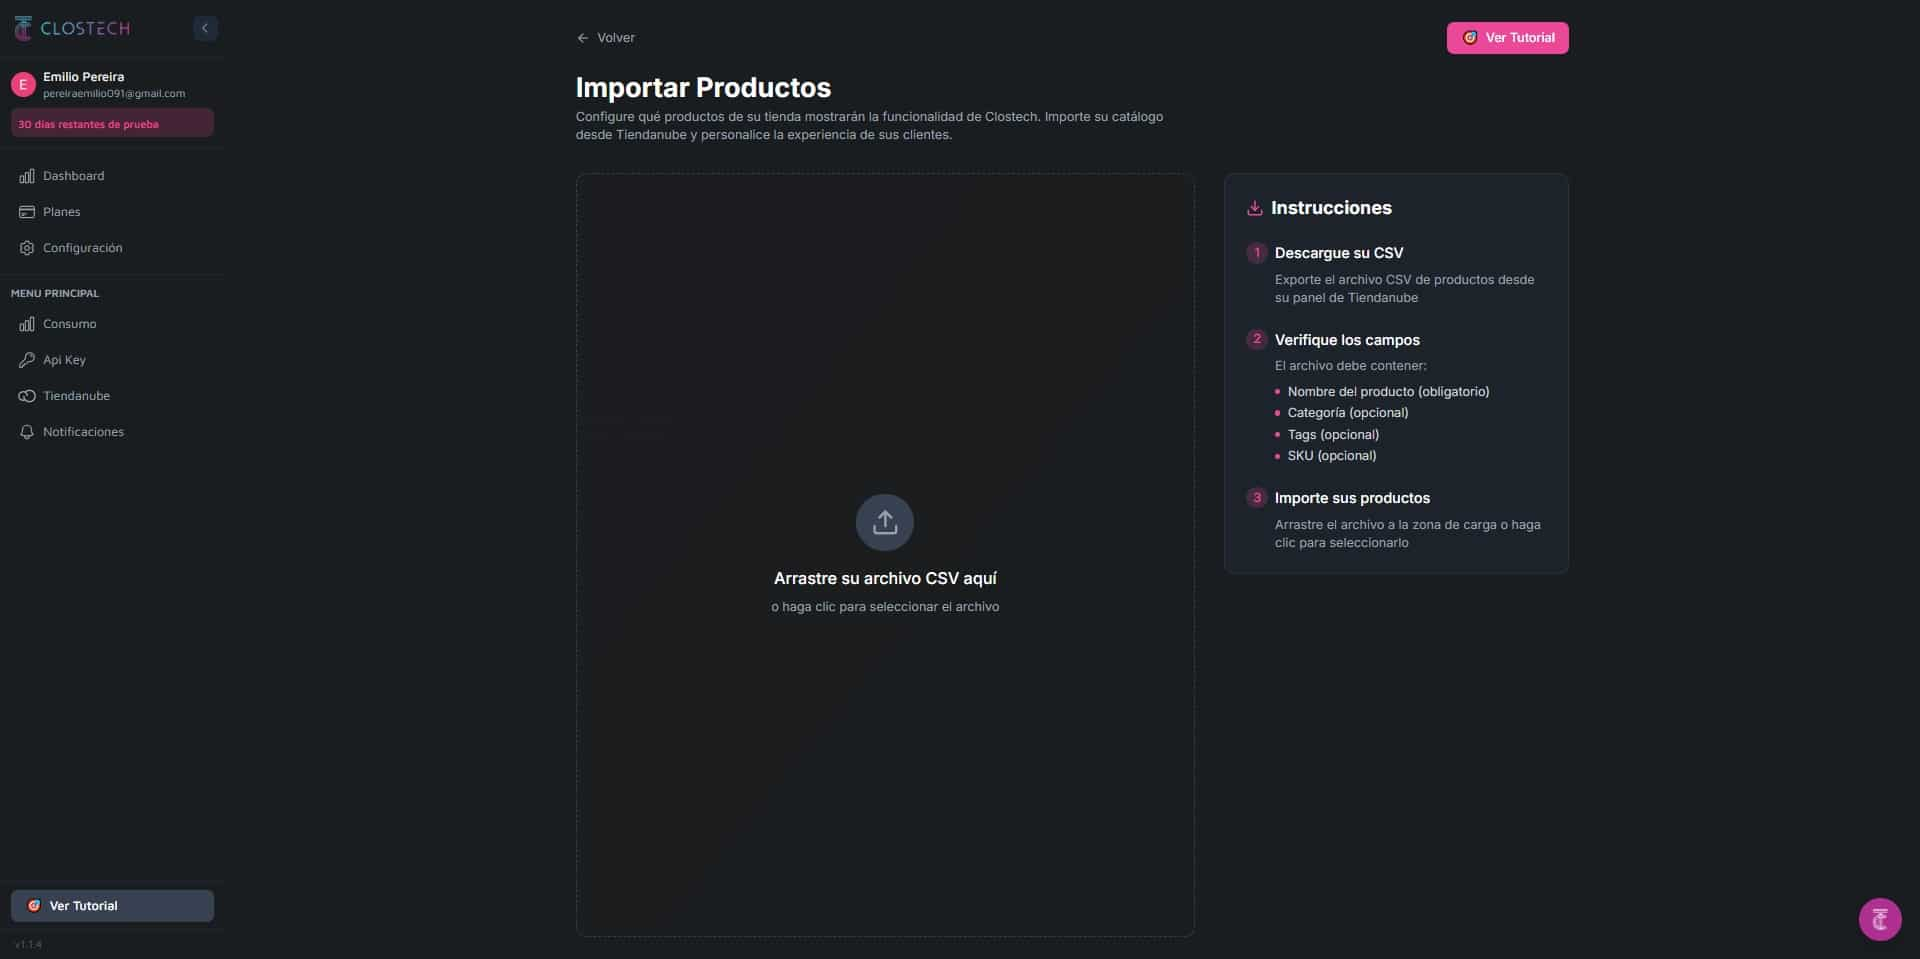 CLOSTECH
E
Emilio Pereira
pereiraemilio091@gmail.com
30 días restantes de prueba
Dashboard
Planes
Configuración
MENU PRINCIPAL
Consumo
Api Key
Tiendanube
Notificaciones
Ver Tutorial
v1.1.4
Volver
Ver Tutorial
Importar Productos
Configure qué productos de su tienda mostrarán la funcionalidad de Clostech. Importe su catálogo
desde Tiendanube y personalice la experiencia de sus clientes.
Arrastre su archivo CSV aquí
o haga clic para seleccionar el archivo
Instrucciones
1 Descargue su CSV
Exporte el archivo CSV de productos desde
su panel de Tiendanube
2 Verifique los campos
El archivo debe contener:
Nombre del producto (obligatorio)
Categoría (opcional)
Tags (opcional)
SKU (opcional)
3 Importe sus productos
Arrastre el archivo a la zona de carga o haga
clic para seleccionarlo